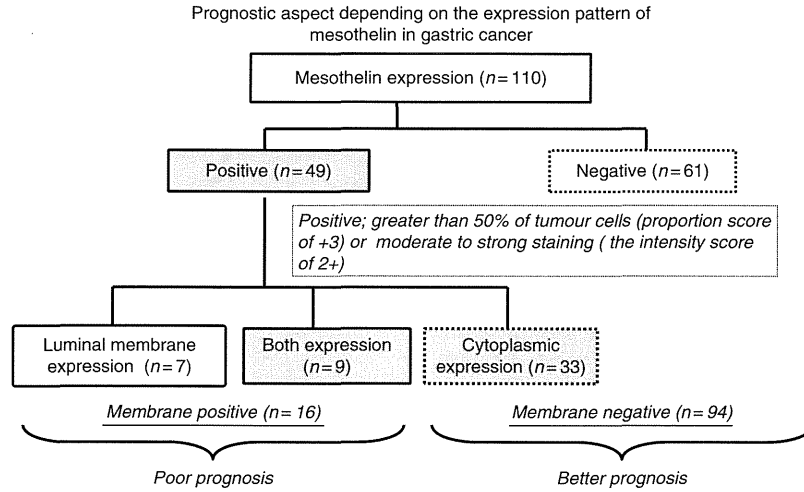 Prognostic aspect depending on the expression pattern of
mesothelin in gastric cancer
Mesothelin expression (n=110)
Positive (n=49)
Negative (n=61)
Positive; greater than 50% of tumour cells (proportion score
of +3) or moderate to strong staining ( the intensity score
of 2+)
Luminal membrane
expression (n=7)
Both expression
(n=9)
Cytoplasmic
expression (n=33)
Membrane positive (n=16)
Membrane negative (n=94)
Poor prognosis
Better prognosis